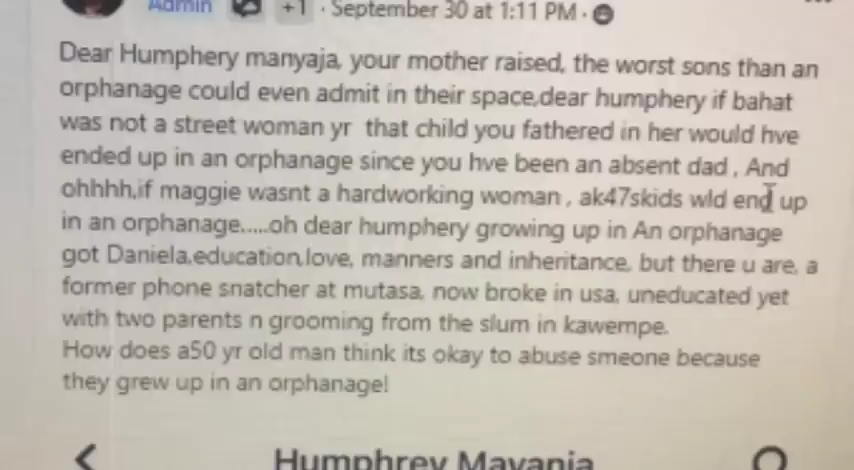 Admin +1 · September 30 at 1:11 PM ·
Dear Humphery manyaja, your mother raised, the worst sons than an
orphanage could even admit in their space,dear humphery if bahat
was not a street woman yr that child you fathered in her would hve
ended up in an orphanage since you hve been an absent dad , And
ohhhh,if maggie wasnt a hardworking woman , ak47skids wld end up
in an orphanage.....oh dear humphery growing up in An orphanage
got Daniela,education,love, manners and inheritance, but there u are, a
former phone snatcher at mutasa, now broke in usa, uneducated yet
with two parents n grooming from the slum in kawempe.
How does a50 yr old man think its okay to abuse smeone because
they grew up in an orphanage!
Humphrey Mayanja